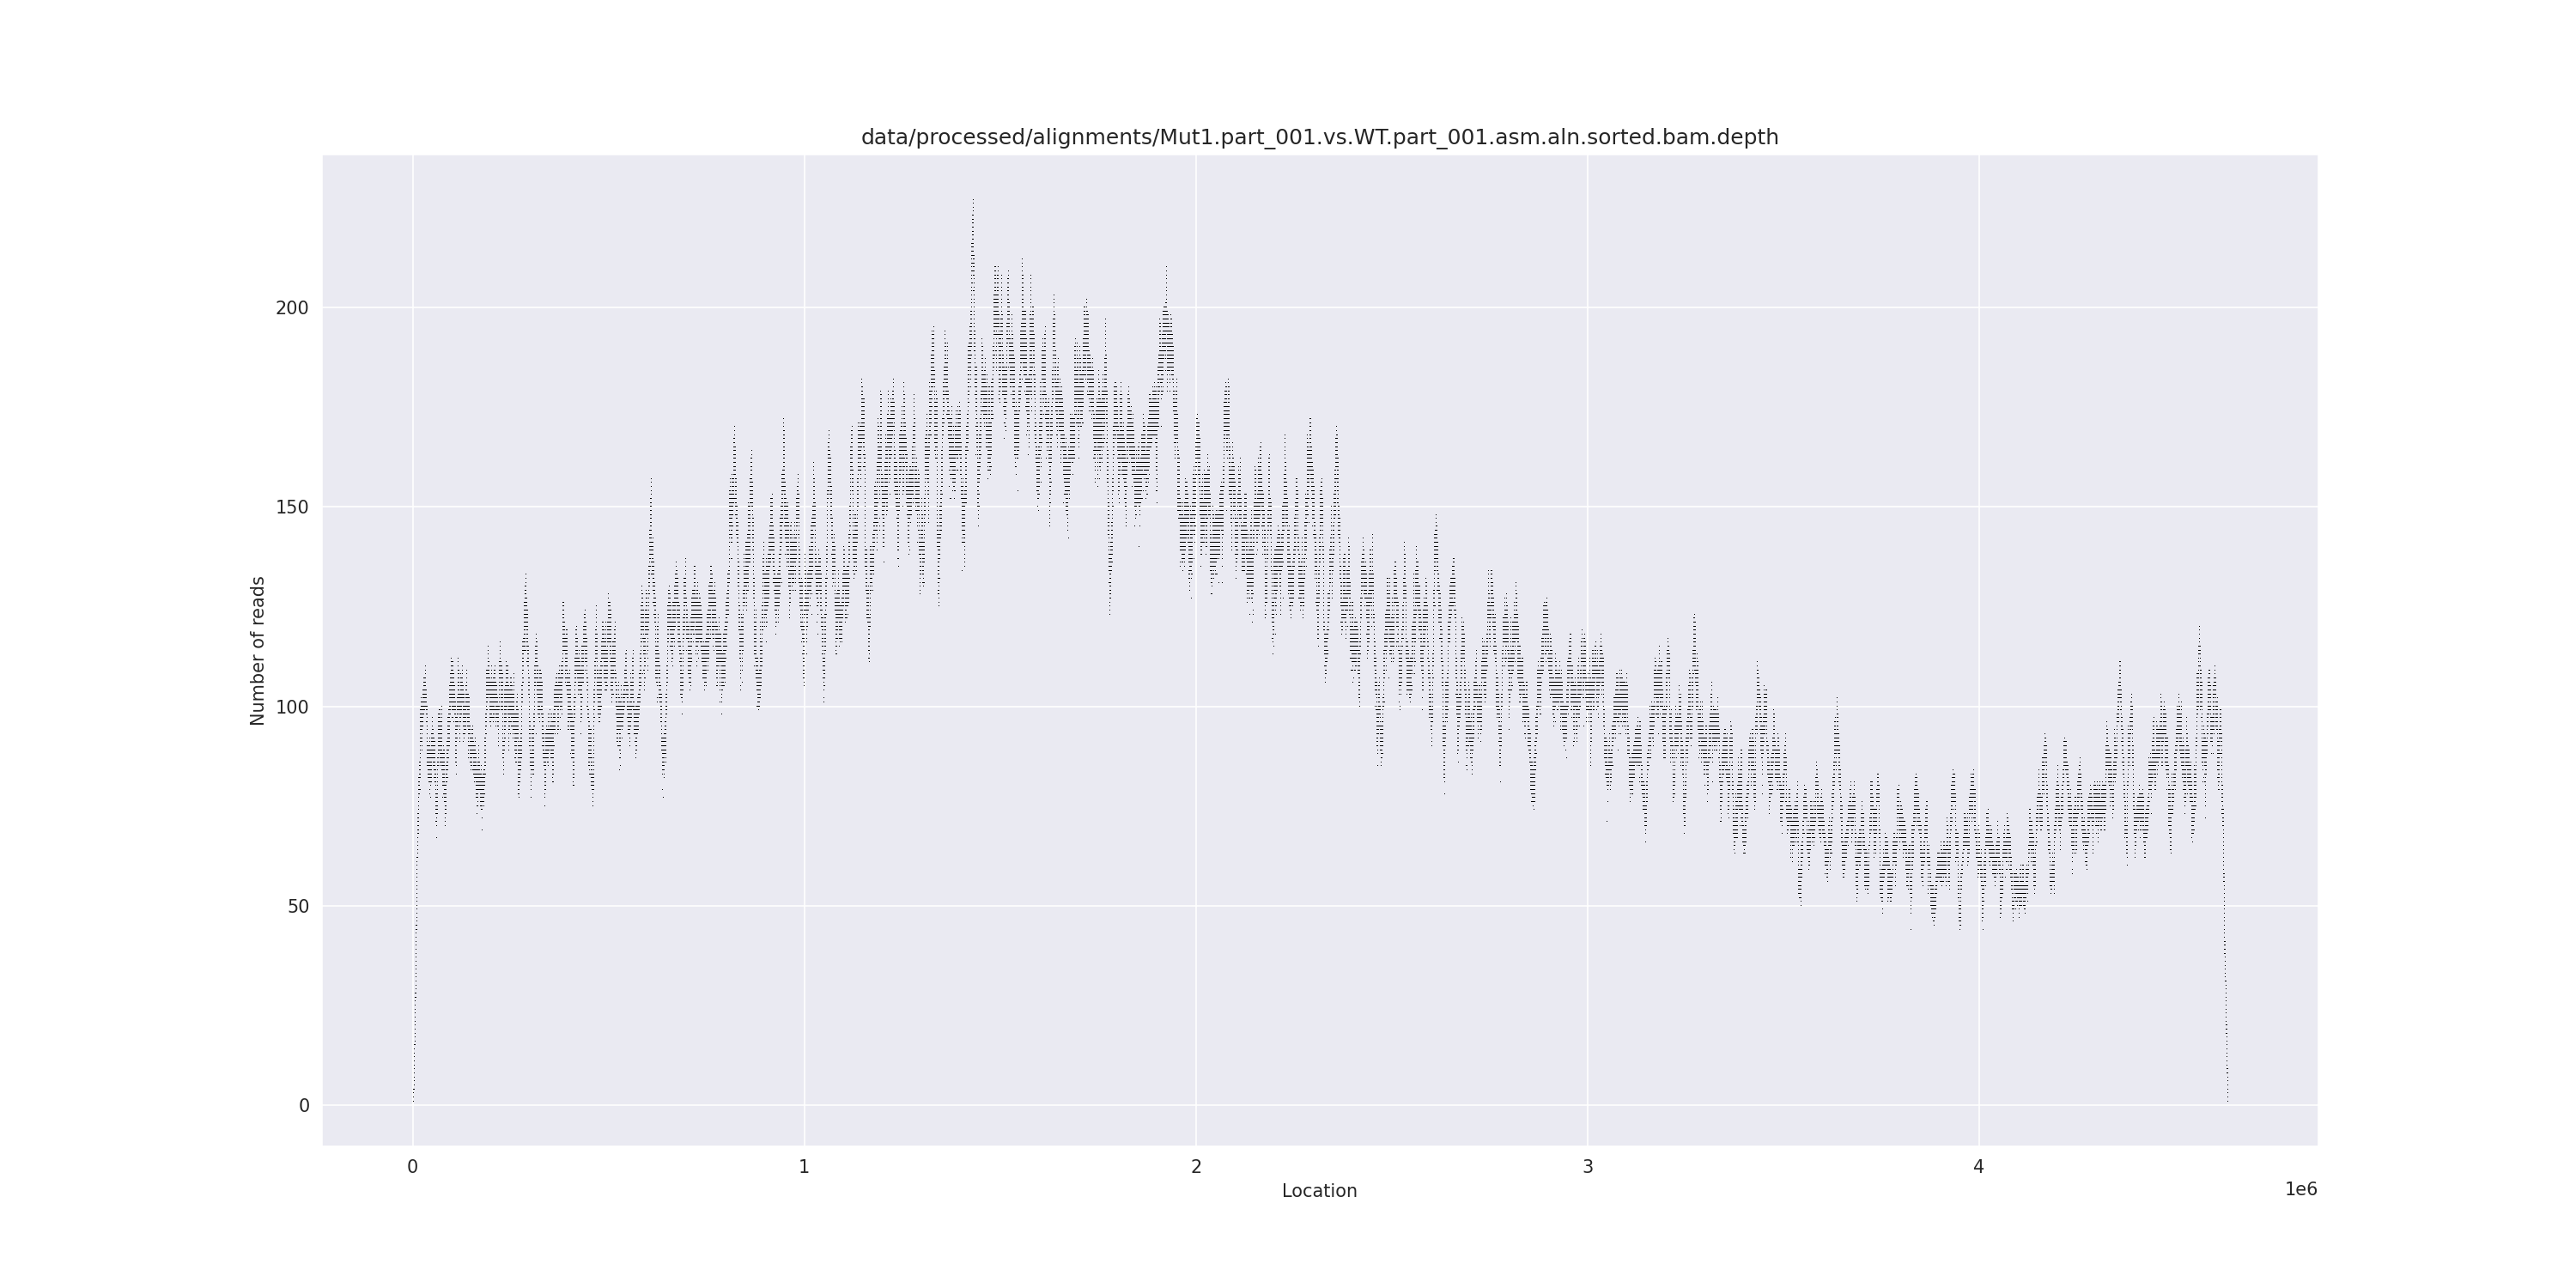 data/processed/alignments/Mut1.part_001.vs.WT.part_001.asm.aln.sorted.bam.depth
Number of reads
200
150
100
50
0
0 1 2 3 4
Location
1e6